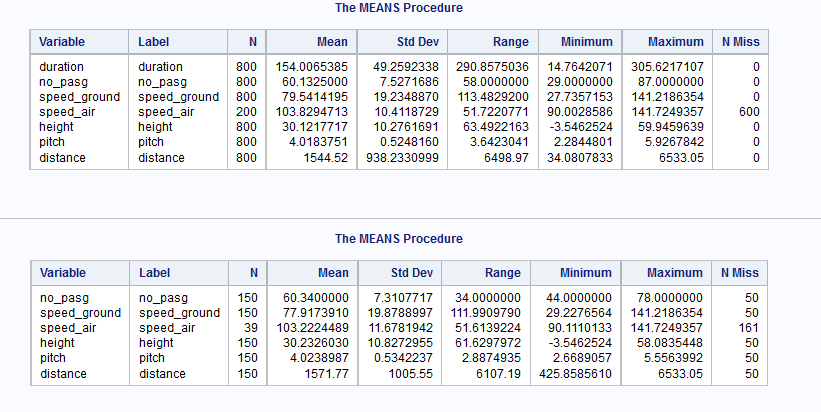 The MEANS Procedure
Variable Label N Mean Std Dev Range Minimum Maximum N Miss
duration duration 800 154.0065385 49.2592338 290.8575036 14.7642071 305.6217107 0
no_pasg no_pasg 800 60.1325000 7.5271686 58.0000000 29.0000000 87.0000000 0
speed_ground speed_ground 800 79.5414195 19.2348870 113.4829200 27.7357153 141.2186354 0
speed_air speed_air 200 103.8294713 10.4118729 51.7220771 90.0028586 141.7249357 600
height height 800 30.1217717 10.2761691 63.4922163 -3.5462524 59.9459639 0
pitch pitch 800 4.0183751 0.5248160 3.6423041 2.2844801 5.9267842 0
distance distance 800 1544.52 938.2330999 6498.97 34.0807833 6533.05 0
The MEANS Procedure
Variable Label N Mean Std Dev Range Minimum Maximum N Miss
no_pasg no_pasg 150 60.3400000 7.3107717 34.0000000 44.0000000 78.0000000 50
speed_ground speed_ground 150 77.9173910 19.8788997 111.9909790 29.2276564 141.2186354 50
speed_air speed_air 39 103.2224489 11.6781942 51.6139224 90.1110133 141.7249357 161
height height 150 30.2326030 10.8272955 61.6297972 -3.5462524 58.0835448 50
pitch pitch 150 4.0238987 0.5342237 2.8874935 2.6689057 5.5563992 50
distance distance 150 1571.77 1005.55 6107.19 425.8585610 6533.05 50